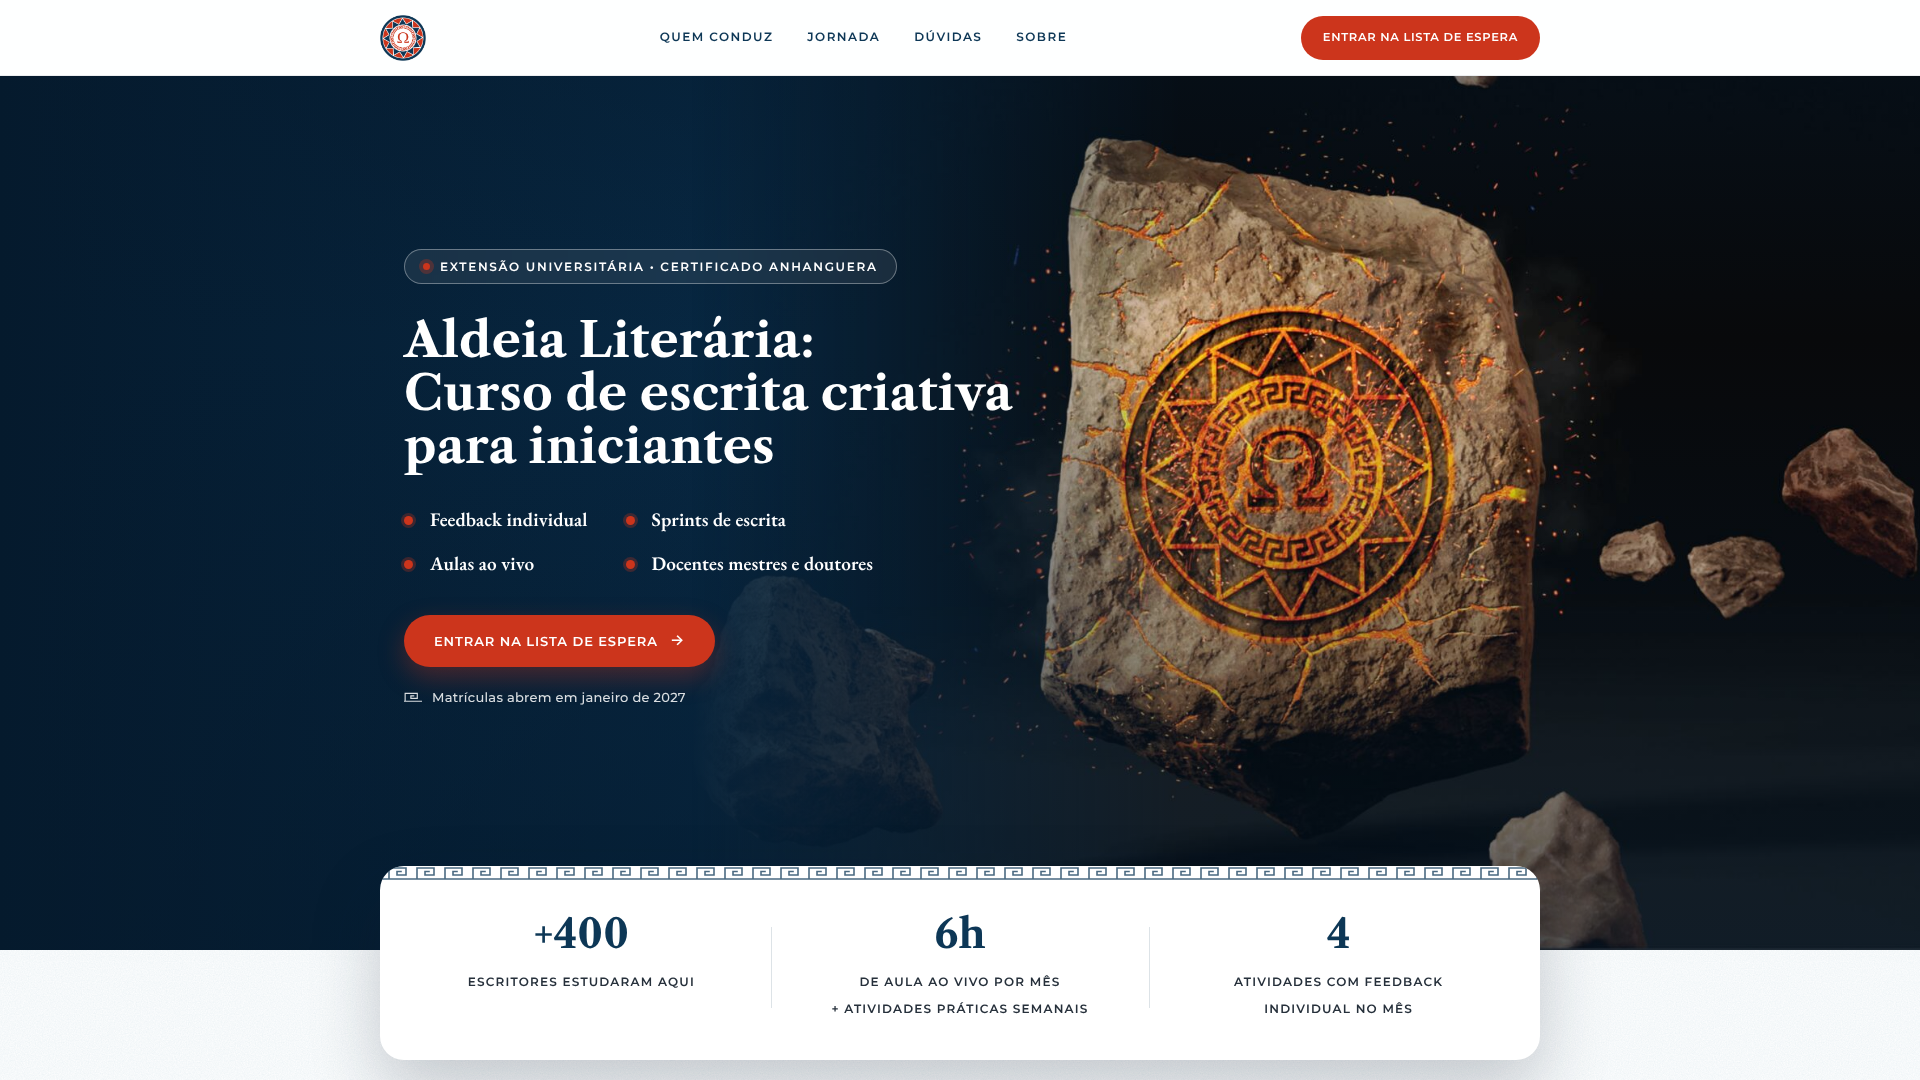 Ω
QUEM CONDUZ
JORNADA
DÚVIDAS
SOBRE
ENTRAR NA LISTA DE ESPERA
EXTENSÃO UNIVERSITÁRIA • CERTIFICADO ANHANGUERA
Aldeia Literária:
Curso de escrita criativa
para iniciantes
Feedback individual
Sprints de escrita
Aulas ao vivo
Docentes mestres e doutores
ENTRAR NA LISTA DE ESPERA →
Matrículas abrem em janeiro de 2027
Ω
+400
ESCRITORES ESTUDARAM AQUI
6h
DE AULA AO VIVO POR MÊS
+ ATIVIDADES PRÁTICAS SEMANAIS
4
ATIVIDADES COM FEEDBACK
INDIVIDUAL NO MÊS